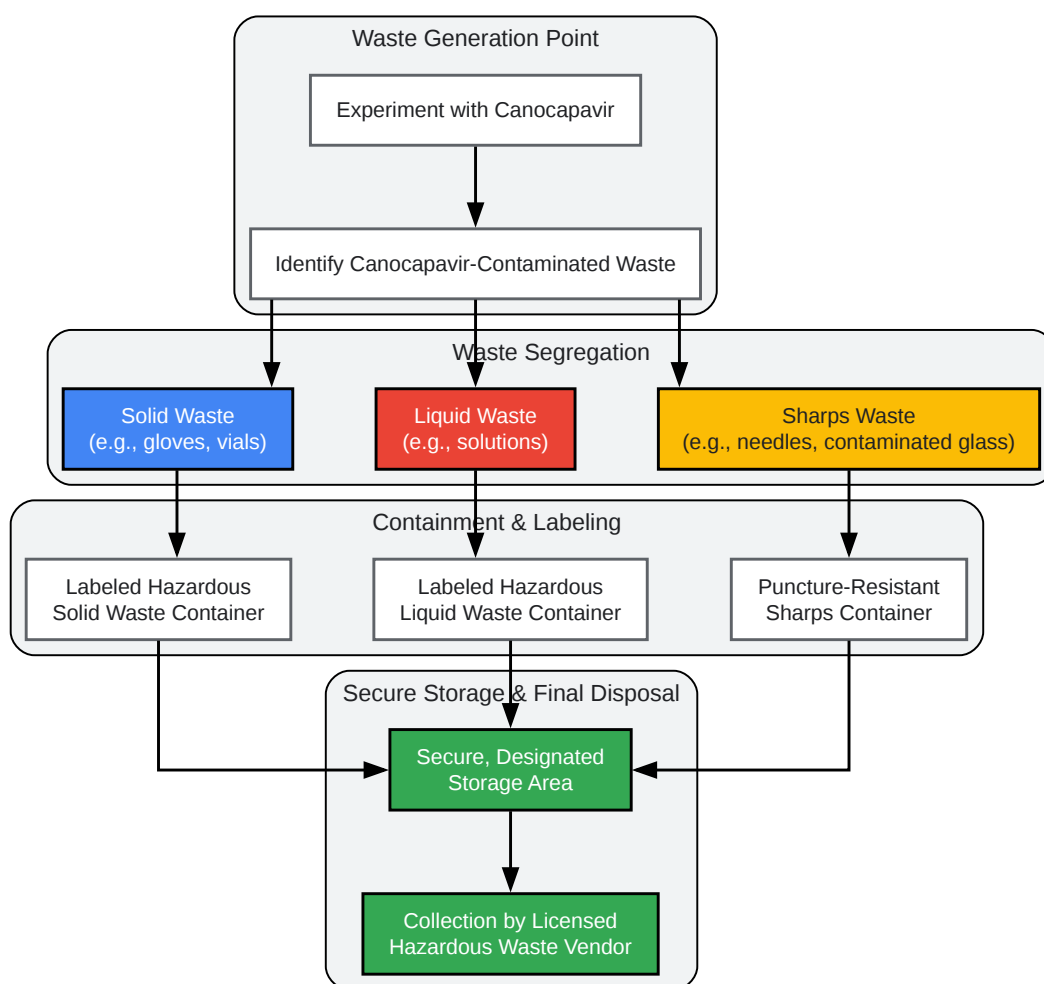 Waste Generation Point
Experiment with Canocapavir
Identify Canocapavir-Contaminated Waste
Waste Segregation
Solid Waste
(e.g., gloves, vials)
Liquid Waste
(e.g., solutions)
Sharps Waste
(e.g., needles, contaminated glass)
Containment & Labeling
Labeled Hazardous
Solid Waste Container
Labeled Hazardous
Liquid Waste Container
Puncture-Resistant
Sharps Container
Secure Storage & Final Disposal
Secure, Designated
Storage Area
Collection by Licensed
Hazardous Waste Vendor